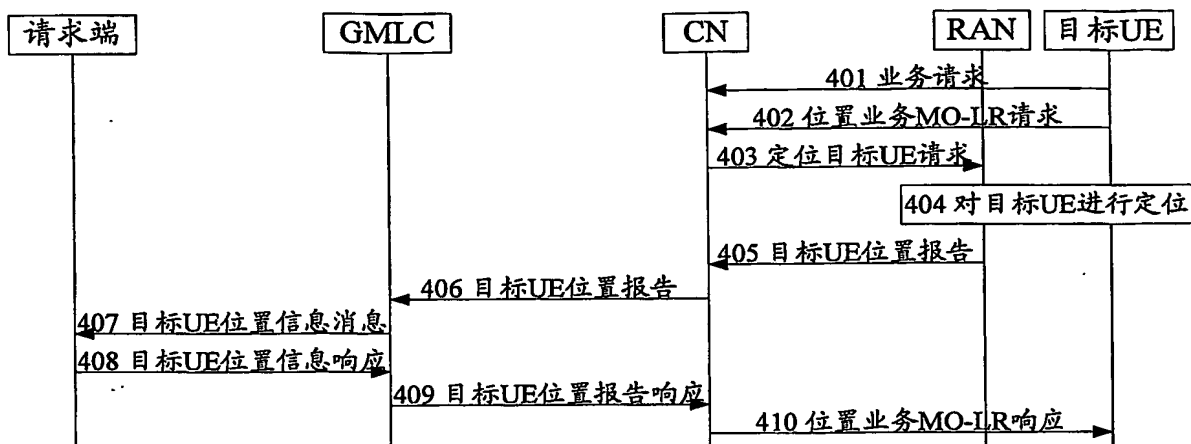 请求端
GMLC
CN
RAN
目标UE
401 业务请求
402 位置业务MO-LR请求
403 定位目标UE请求
404 对目标UE进行定位
405 目标UE位置报告
406 目标UE位置报告
407 目标UE位置信息消息
408 目标UE位置信息响应
409 目标UE位置报告响应
410 位置业务MO-LR响应